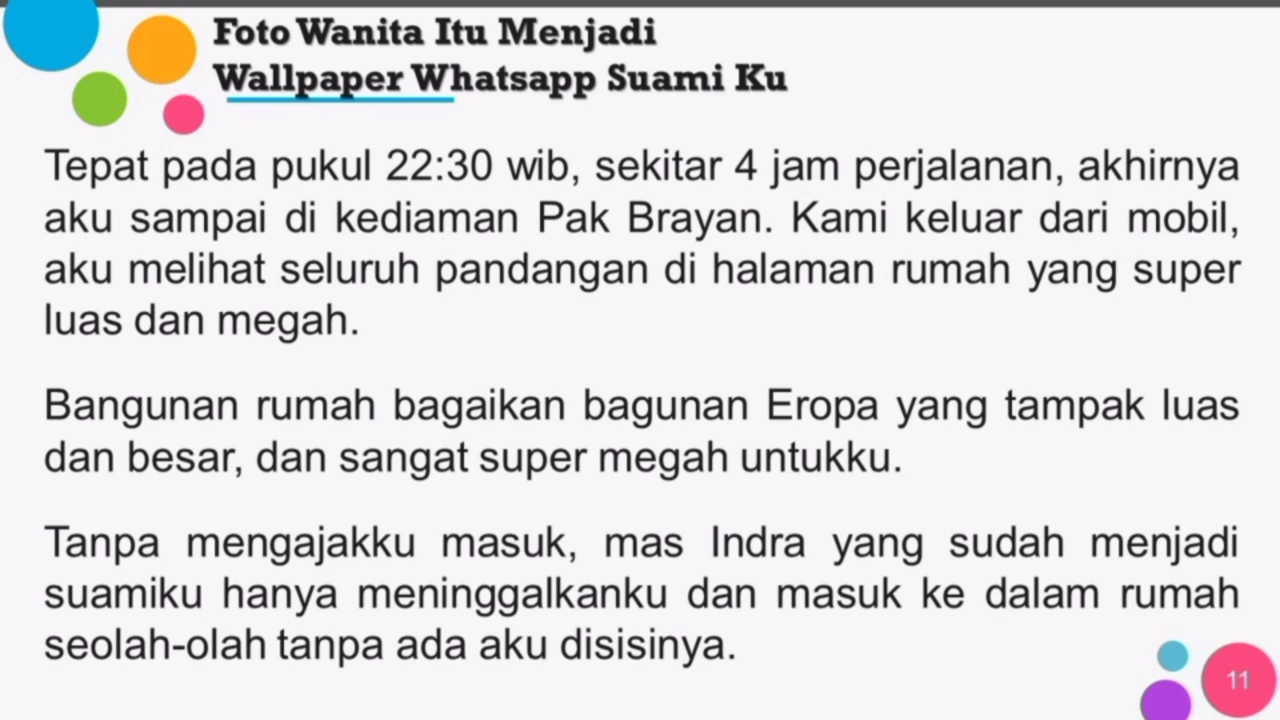 Foto Wanita Itu Menjadi
Wallpaper Whatsapp Suami Ku
Tepat pada pukul 22:30 wib, sekitar 4 jam perjalanan, akhirnya
aku sampai di kediaman Pak Brayan. Kami keluar dari mobil,
aku melihat seluruh pandangan di halaman rumah yang super
luas dan megah.
Bangunan rumah bagaikan bagunan Eropa yang tampak luas
dan besar, dan sangat super megah untukku.
Tanpa mengajakku masuk, mas Indra yang sudah menjadi
suamiku hanya meninggalkanku dan masuk ke dalam rumah
seolah-olah tanpa ada aku disisinya.
11